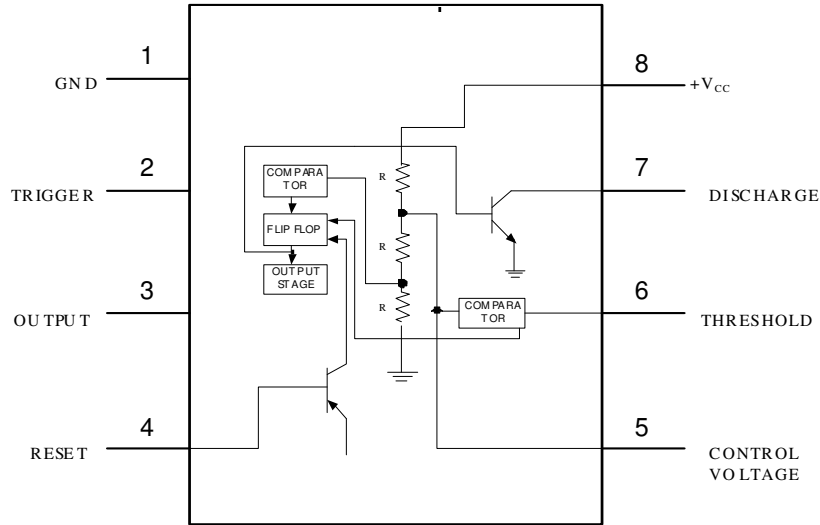 1
GND
2
TRIGGER
3
OUTPUT
4
RESET
8
+VCC
7
DISCHARGE
6
THRESHOLD
5
CONTROL
VOLTAGE
COMPARA
TOR
FLIP FLOP
OUTPUT
STAGE
R
R
R
COMPARA
TOR